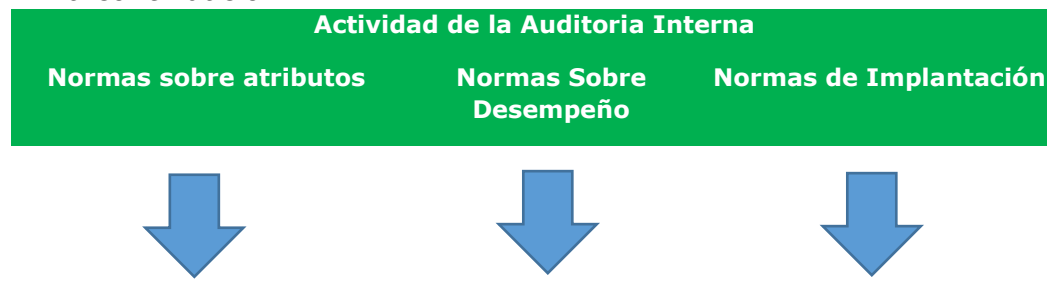 Actividad de la Auditoria Interna
Normas sobre atributos
Normas Sobre
Desempeño
Normas de Implantación